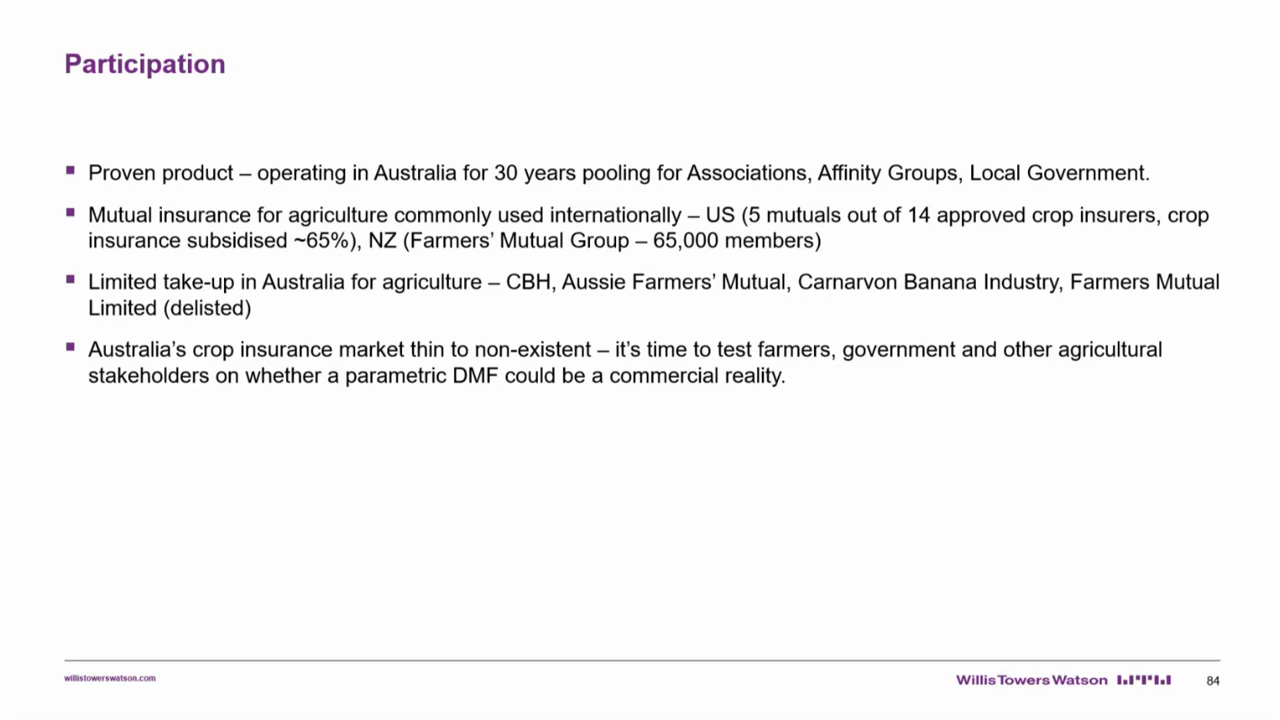 Participation
Proven product – operating in Australia for 30 years pooling for Associations, Affinity Groups, Local Government.
Mutual insurance for agriculture commonly used internationally – US (5 mutuals out of 14 approved crop insurers, crop
insurance subsidised ~65%), NZ (Farmers’ Mutual Group – 65,000 members)
Limited take-up in Australia for agriculture – CBH, Aussie Farmers’ Mutual, Carnarvon Banana Industry, Farmers Mutual
Limited (delisted)
Australia’s crop insurance market thin to non-existent – it’s time to test farmers, government and other agricultural
stakeholders on whether a parametric DMF could be a commercial reality.
willistowerswatson.com
Willis Towers Watson
84